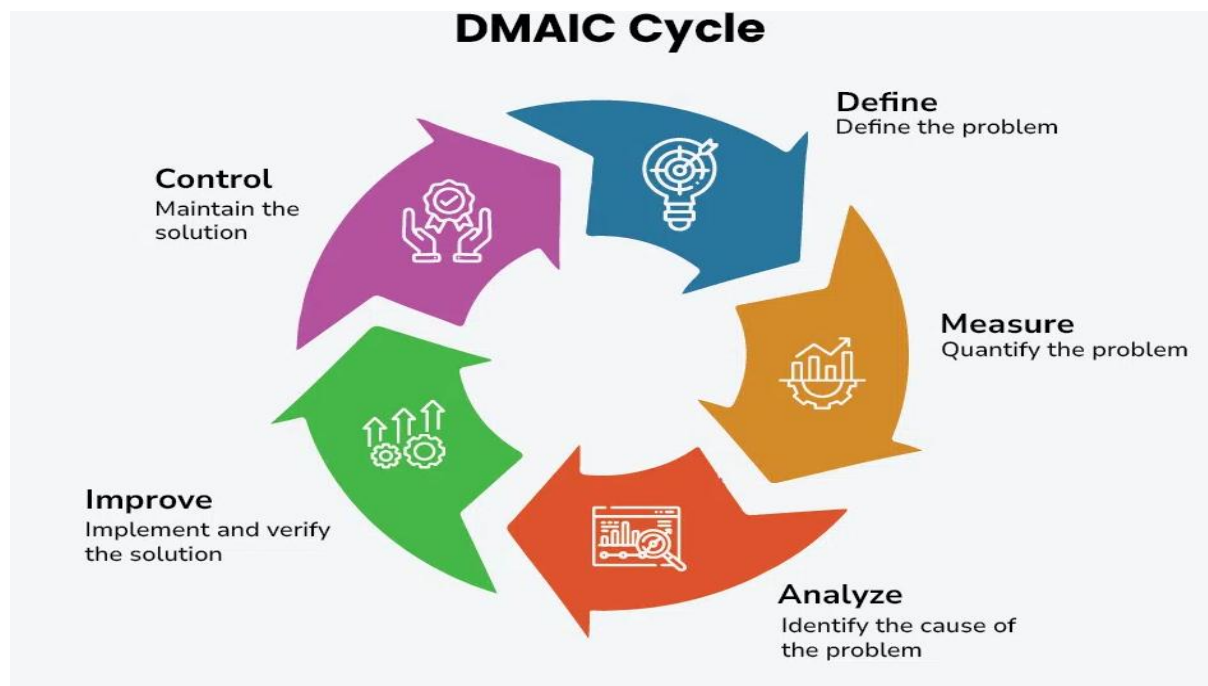 DMAIC Cycle
Define
Define the problem
Measure
Quantify the problem
Analyze
Identify the cause of
the problem
Improve
Implement and verify
the solution
Control
Maintain the
solution